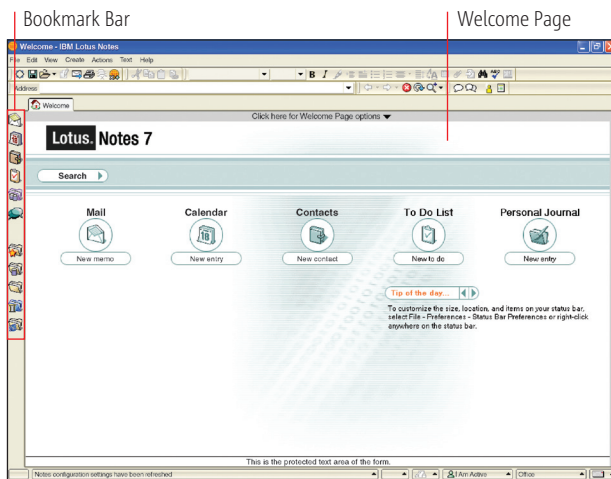 Bookmark Bar
Welcome Page
Welcome - IBM Lotus Notes
File Edit View Create Actions Text Help
Address
Welcome
Click here for Welcome Page options
Lotus. Notes 7
Search
Mail Calendar Contacts To Do List Personal Journal
18
New memo New entry New contact New to do New entry
Tip of the day...
To customize the size, location, and items on your status bar,
select File - Preferences - Status Bar Preferences or right-click
anywhere on the status bar.
This is the protected text area of the form.
Notes configuration settings have been refreshed
I Am Active
Office